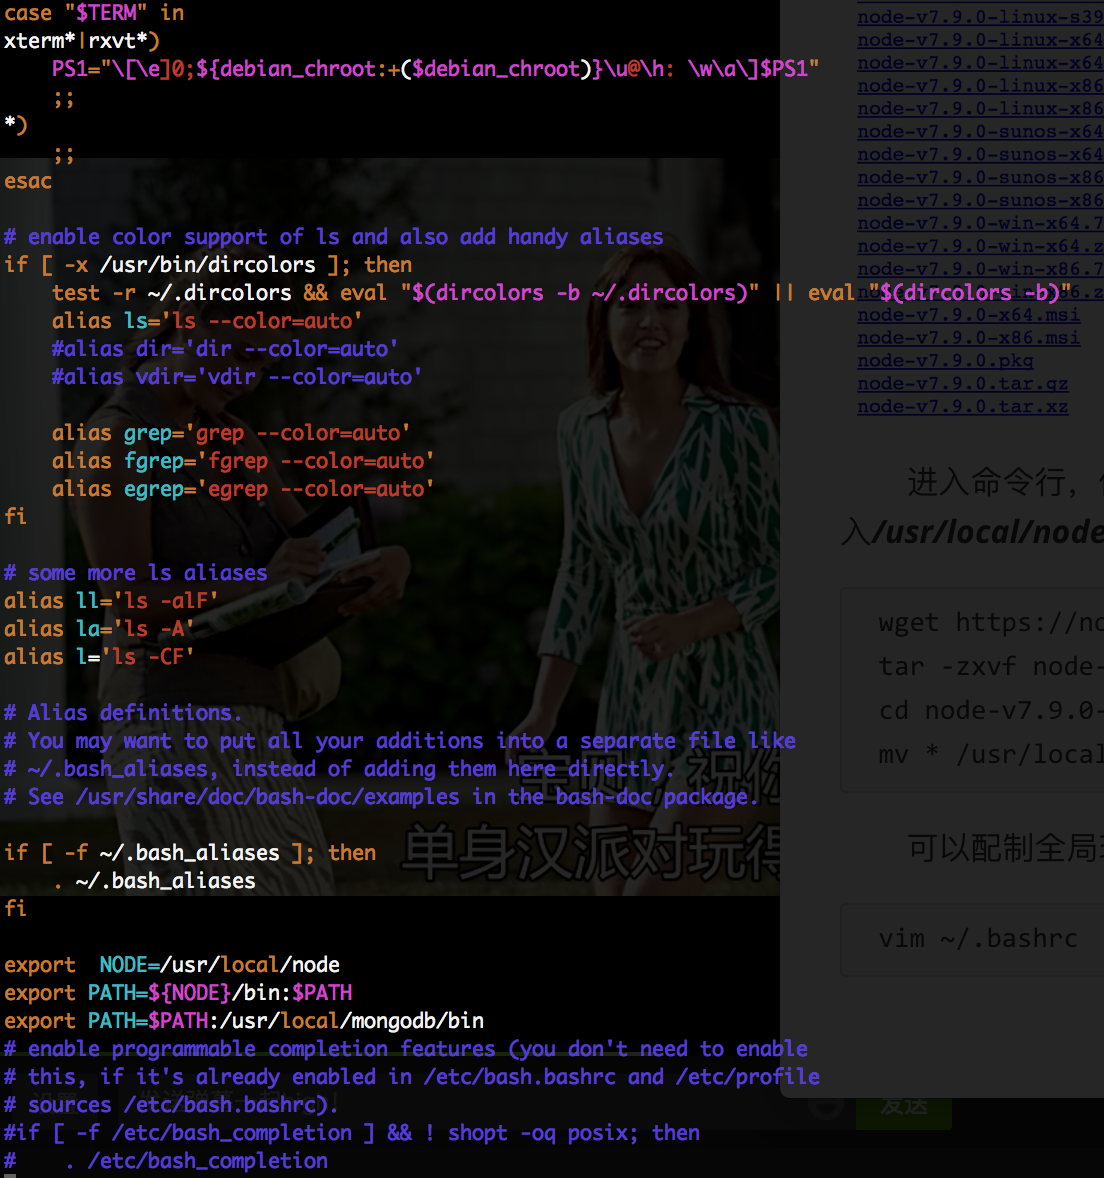 case "$TERM" in
xterm*|rxvt*)
    PS1="\[\e]0;${debian_chroot:+($debian_chroot)}\u@\h: \w\a\]$PS1"
    ;;
*)
    ;;
esac

# enable color support of ls and also add handy aliases
if [ -x /usr/bin/dircolors ]; then
    test -r ~/.dircolors && eval "$(dircolors -b ~/.dircolors)" || eval "$(dircolors -b)"
    alias ls='ls --color=auto'
    #alias dir='dir --color=auto'
    #alias vdir='vdir --color=auto'

    alias grep='grep --color=auto'
    alias fgrep='fgrep --color=auto'
    alias egrep='egrep --color=auto'
fi

# some more ls aliases
alias ll='ls -alF'
alias la='ls -A'
alias l='ls -CF'

# Alias definitions.
# You may want to put all your additions into a separate file like
# ~/.bash_aliases, instead of adding them here directly.
# See /usr/share/doc/bash-doc/examples in the bash-doc package.

if [ -f ~/.bash_aliases ]; then
    . ~/.bash_aliases
fi

export  NODE=/usr/local/node
export PATH=${NODE}/bin:$PATH
export PATH=$PATH:/usr/local/mongodb/bin
# enable programmable completion features (you don't need to enable
# this, if it's already enabled in /etc/bash.bashrc and /etc/profile
# sources /etc/bash.bashrc).
#if [ -f /etc/bash_completion ] && ! shopt -oq posix; then
#    . /etc/bash_completion
node-v7.9.0-linux-s39
node-v7.9.0-linux-x64
node-v7.9.0-linux-x64
node-v7.9.0-linux-x86
node-v7.9.0-linux-x86
node-v7.9.0-sunos-x64
node-v7.9.0-sunos-x64
node-v7.9.0-sunos-x86
node-v7.9.0-sunos-x86
node-v7.9.0-win-x64.7
node-v7.9.0-win-x64.z
node-v7.9.0-win-x86.7
node-v7.9.0-win-x86.z
node-v7.9.0-x64.msi
node-v7.9.0-x86.msi
node-v7.9.0.pkg
node-v7.9.0.tar.gz
node-v7.9.0.tar.xz
进入命令行，
入/usr/local/node
wget https://no
tar -zxvf node-
cd node-v7.9.0-
mv * /usr/local
可以配制全局
vim ~/.bashrc
宝贝，祝你
单身汉派对玩得
发送